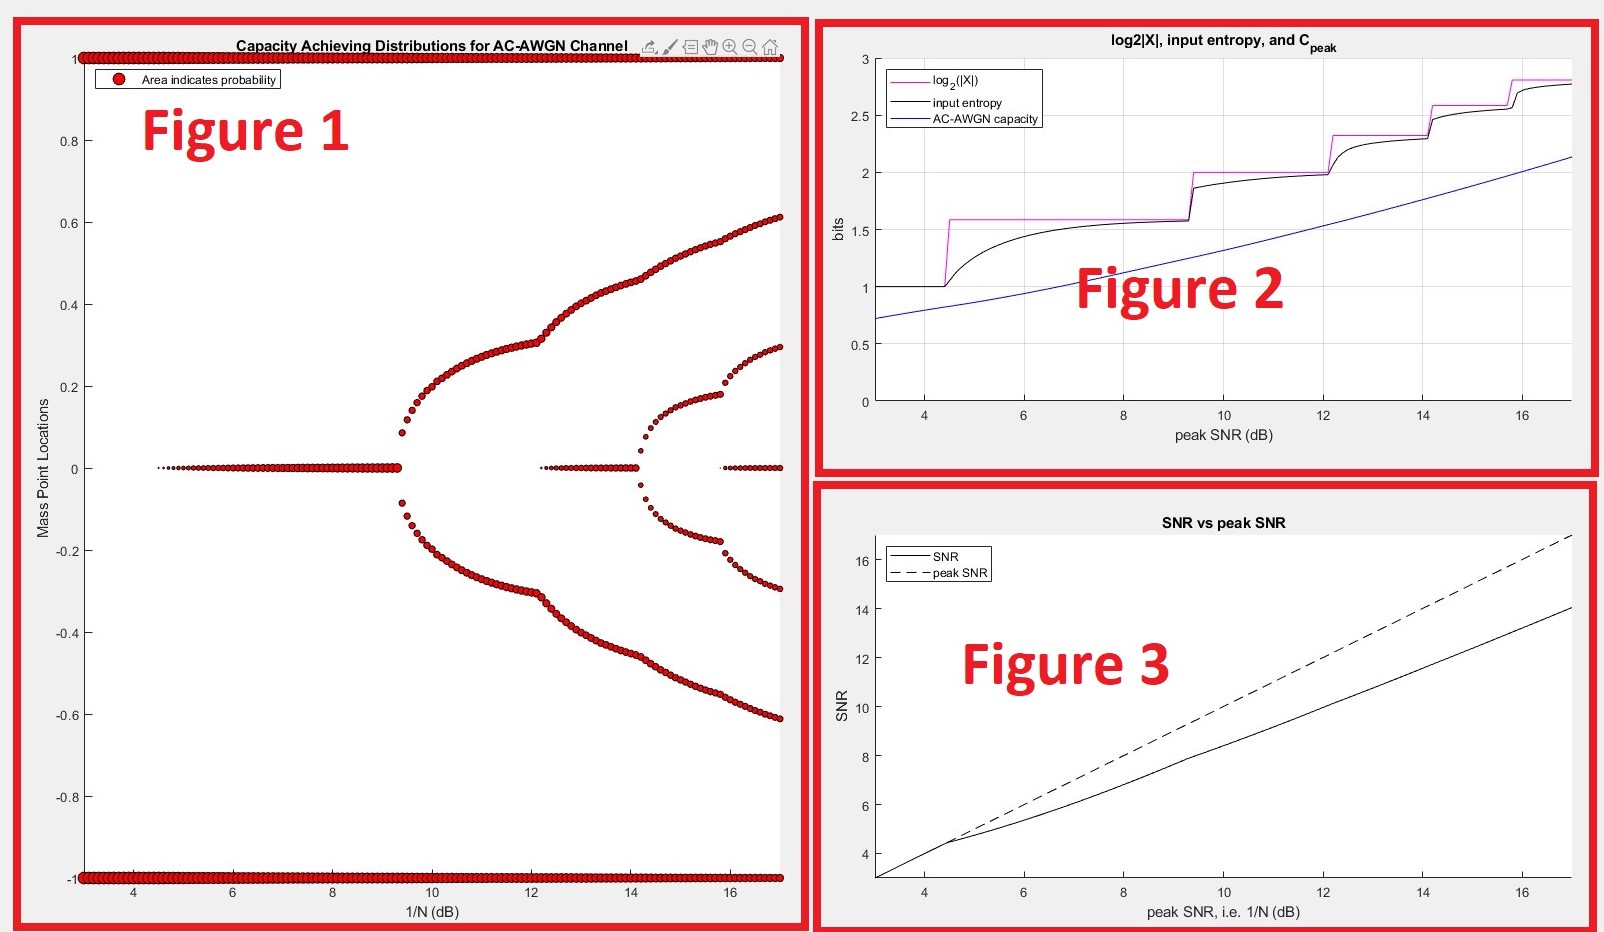 Capacity Achieving Distributions for AC-AWGN Channel
Area indicates probability
Figure 1
1
0.8
0.6
0.4
0.2
0
-0.2
-0.4
-0.6
-0.8
-1
Mass Point Locations
4 6 8 10 12 14 16
1/N (dB)
log2|X|, input entropy, and Cpeak
log2(|X|)
input entropy
AC-AWGN capacity
3
2.5
2
1.5
1
0.5
0
bits
Figure 2
4 6 8 10 12 14 16
peak SNR (dB)
SNR vs peak SNR
SNR
peak SNR
Figure 3
16
14
12
10
8
6
4
SNR
4 6 8 10 12 14 16
peak SNR, i.e. 1/N (dB)